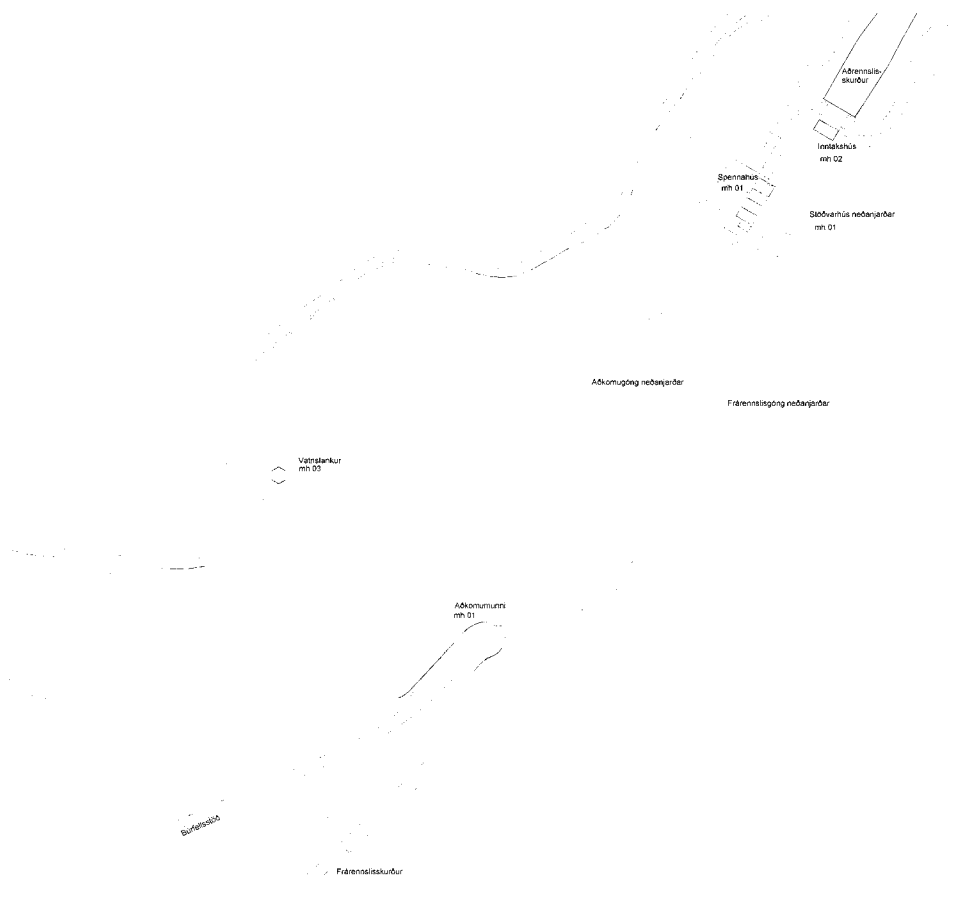 Aðrennslis-
skurður
Inntakshús
mh 02
Spennahús
mh 01
Stöðvarhús neðanjarðar
mh 01
Aðkomugöng neðanjarðar
Frárennslisgöng neðanjarðar
Vatnstankur
mh 03
Aðkomumunni
mh 01
Búrfellsstöð
Frárennslisskurður